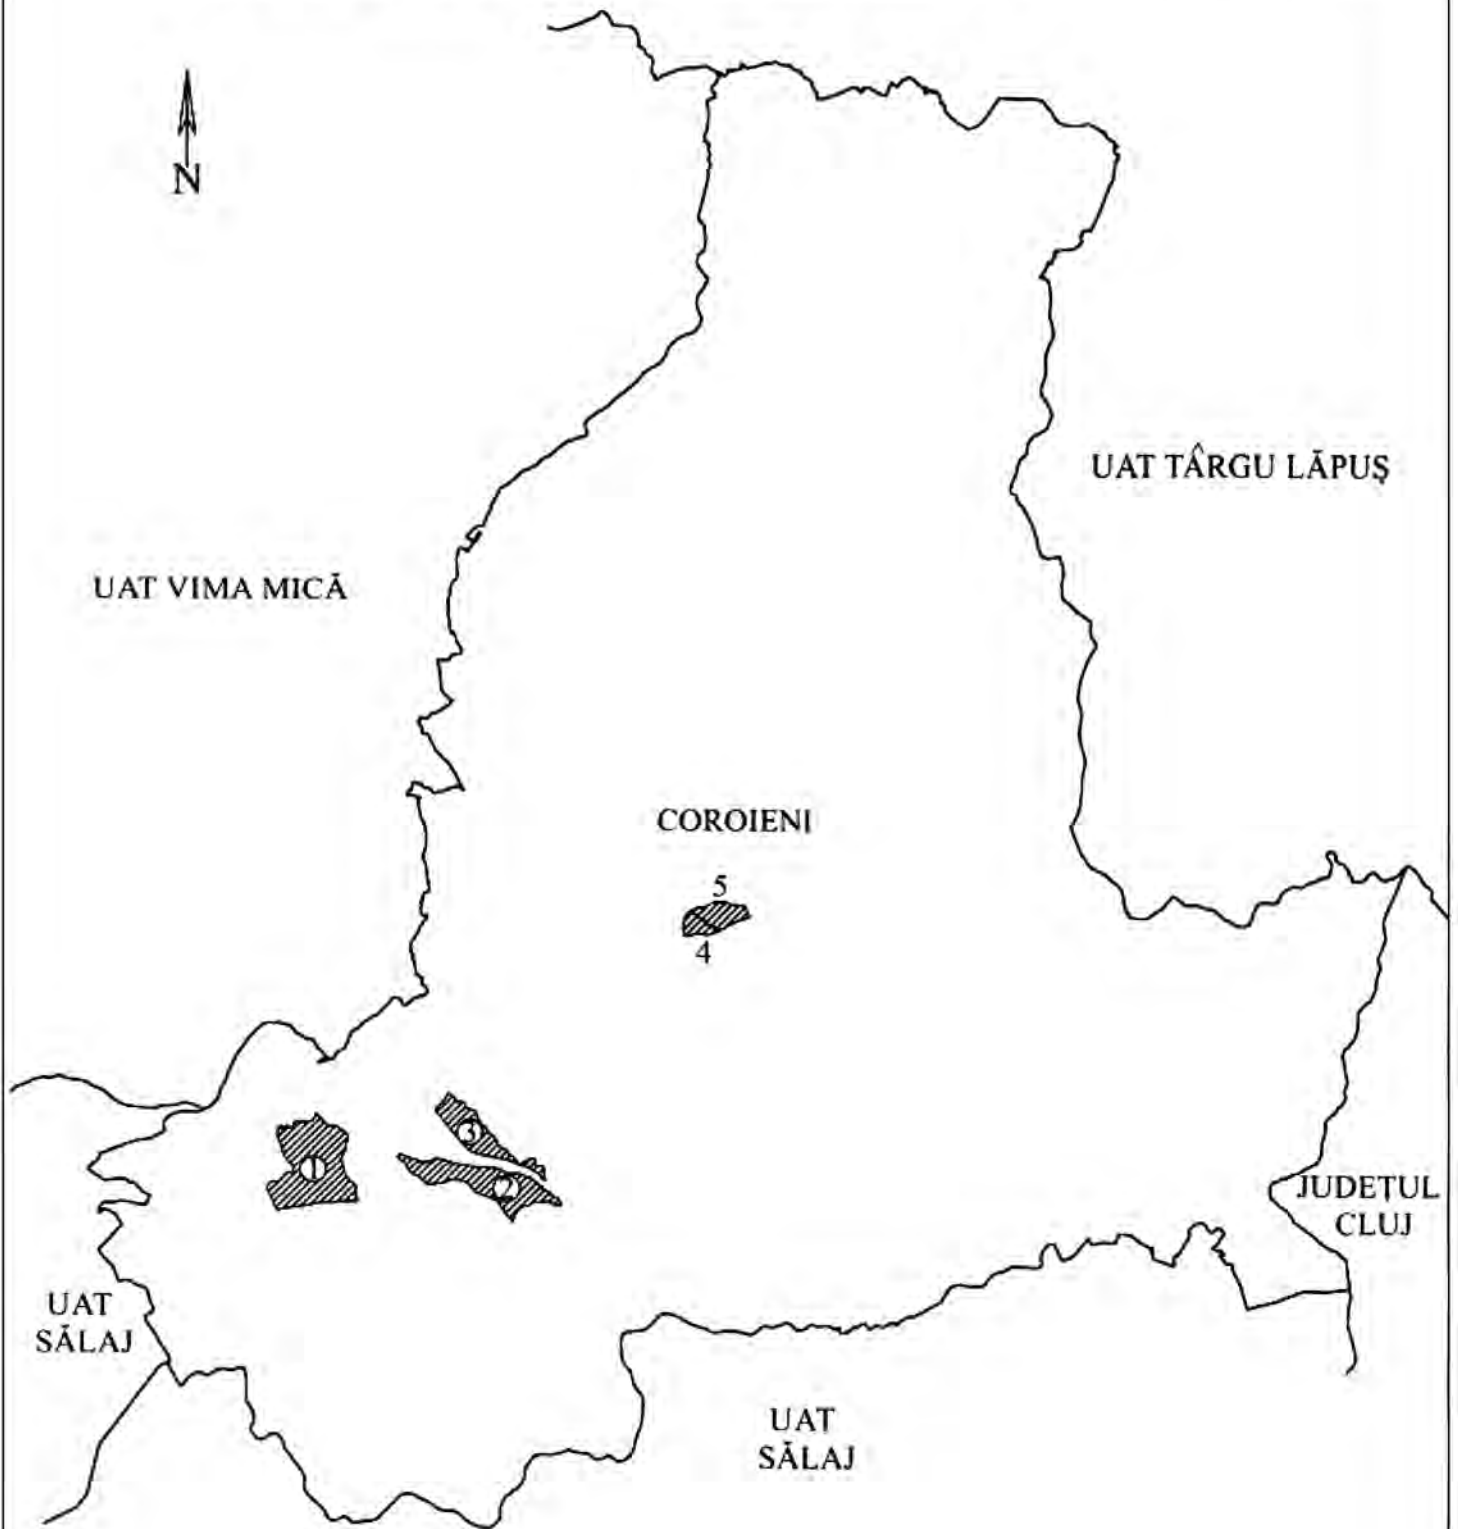 N
UAT TÂRGU LĂPUȘ
UAT VIMA MICĂ
COROIENI
5
4
3
1
2
JUDEȚUL
CLUJ
UAT
SĂLAJ
UAT
SĂLAJ